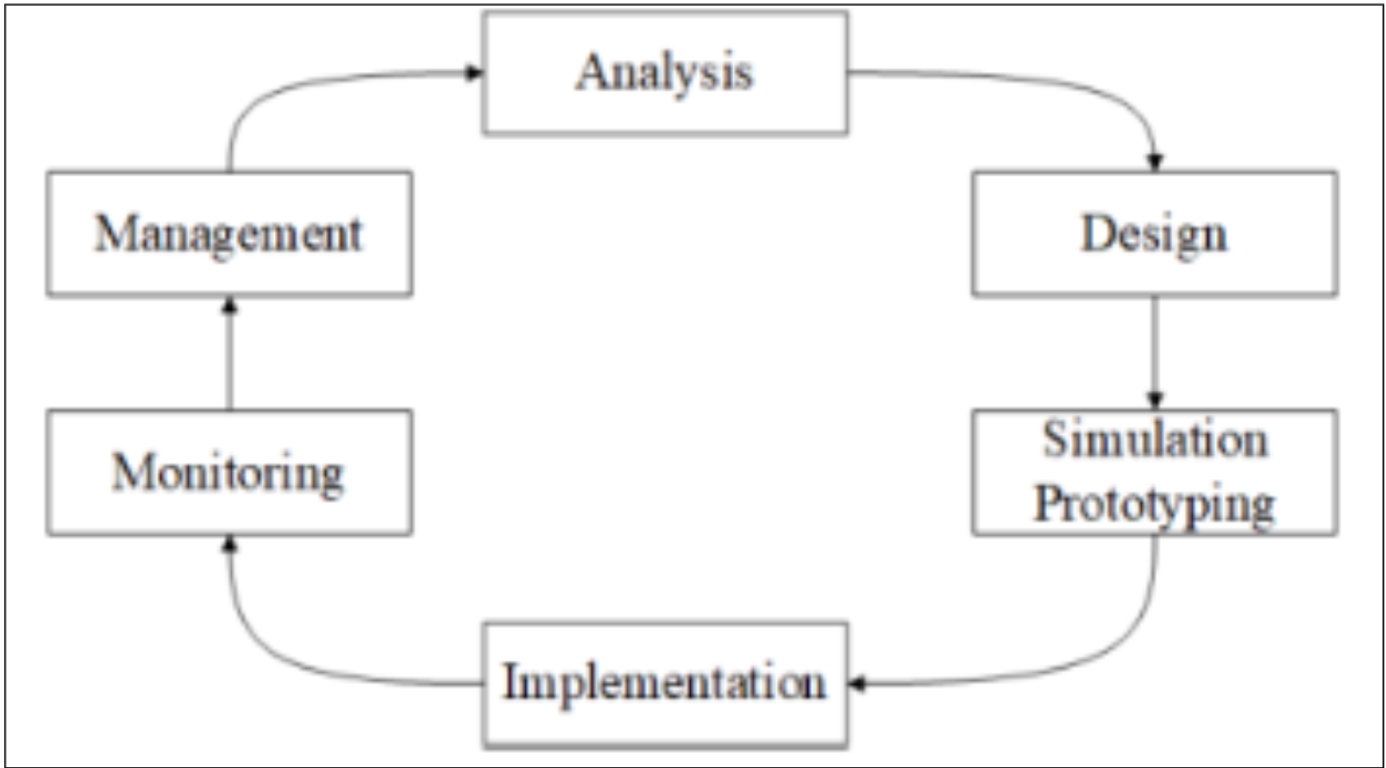 Analysis
Design
Simulation
Prototyping
Implementation
Monitoring
Management